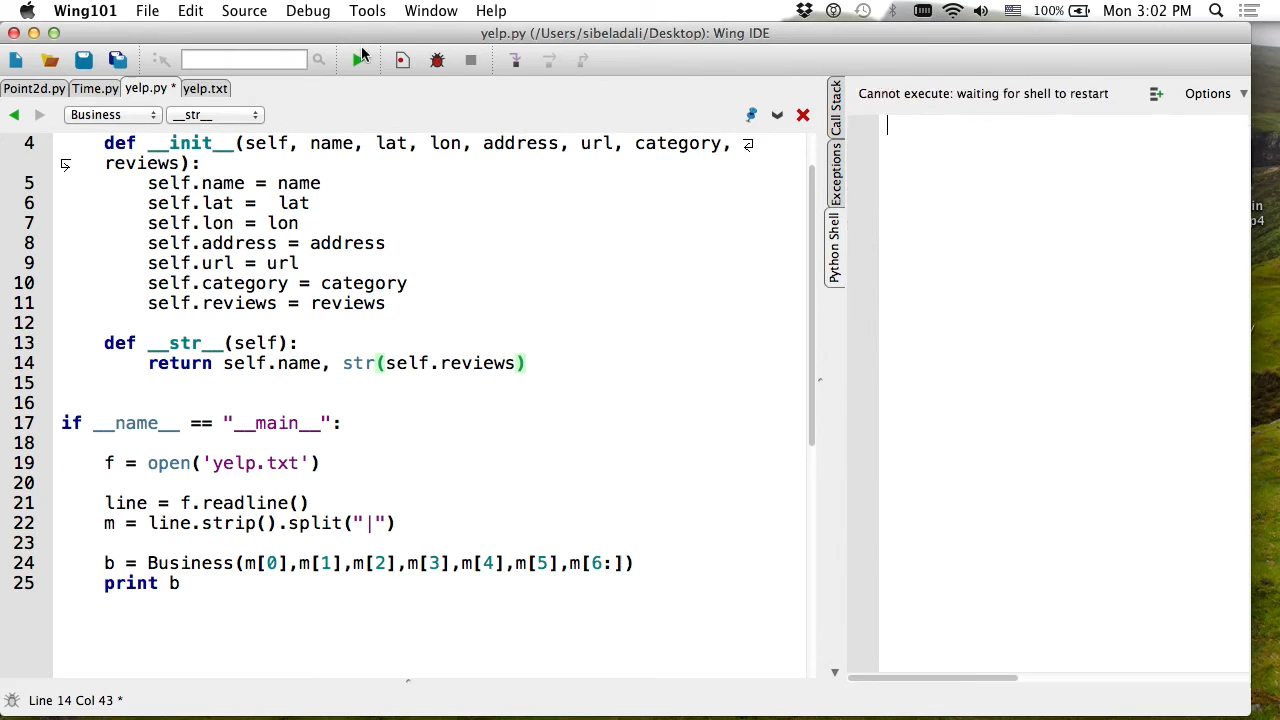 Wing101 File Edit Source Debug Tools Window Help 100% Mon 3:02 PM
yelp.py (/Users/sibeladali/Desktop): Wing IDE
Point2d.py Time.py yelp.py * yelp.txt
Business __str__
Cannot execute: waiting for shell to restart Options
Call Stack
Exceptions
Python Shell
4 def __init__(self, name, lat, lon, address, url, category,
reviews):
5 self.name = name
6 self.lat =  lat
7 self.lon = lon
8 self.address = address
9 self.url = url
10 self.category = category
11 self.reviews = reviews
12
13 def __str__(self):
14 return self.name, str(self.reviews)
15
16
17 if __name__ == "__main__":
18
19 f = open('yelp.txt')
20
21 line = f.readline()
22 m = line.strip().split("|")
23
24 b = Business(m[0],m[1],m[2],m[3],m[4],m[5],m[6:])
25 print b
Line 14 Col 43 *
in
p4